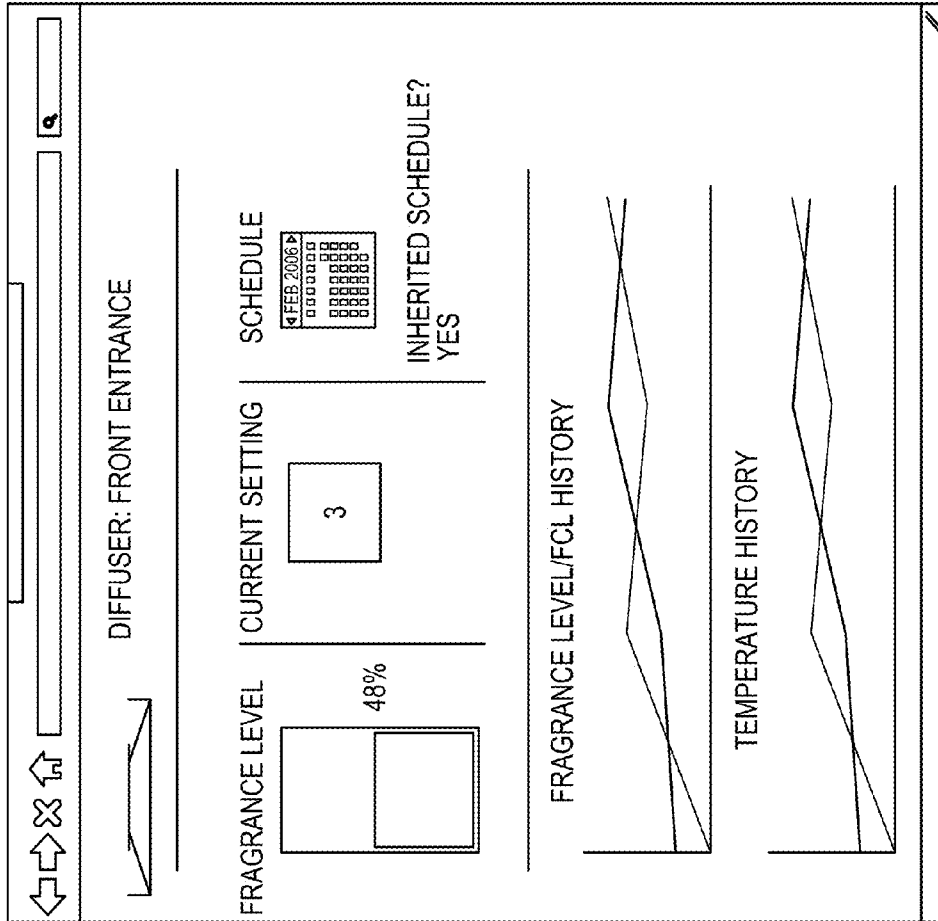 DIFFUSER: FRONT ENTRANCE
FRAGRANCE LEVEL
48%
CURRENT SETTING
3
SCHEDULE
FEB 2006
INHERITED SCHEDULE?
YES
FRAGRANCE LEVEL/FCL HISTORY
TEMPERATURE HISTORY